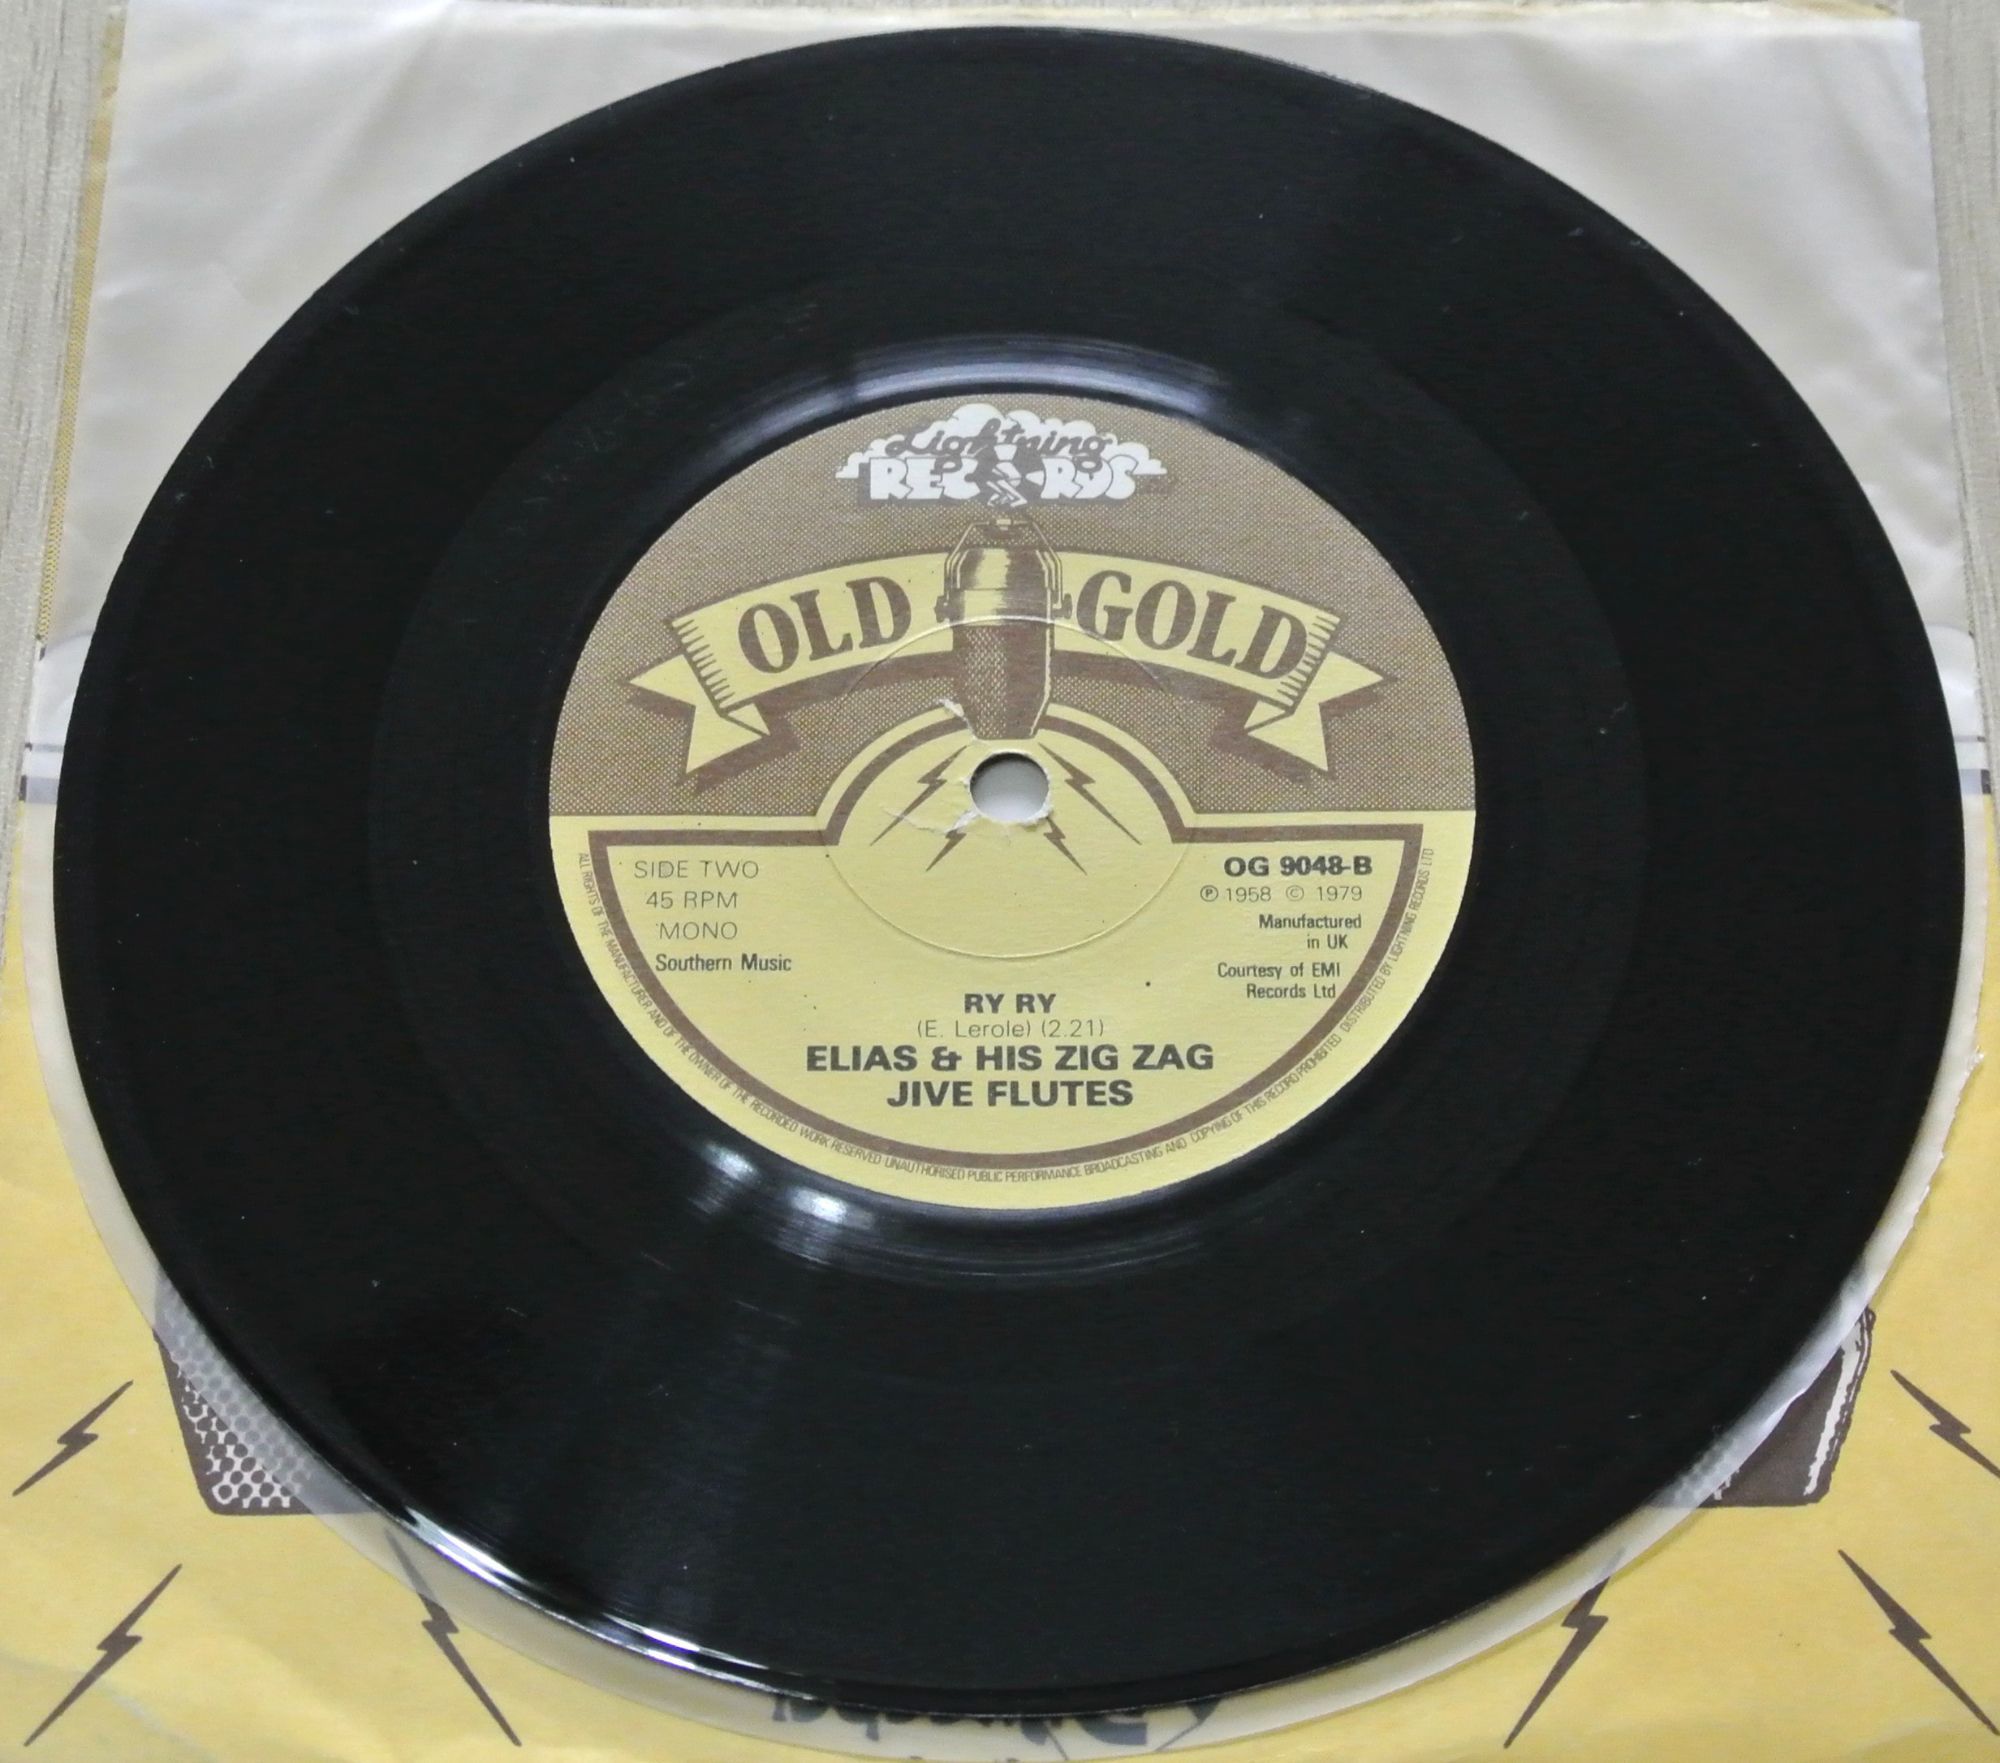 Lightning
RECORDS
OLD GOLD
SIDE TWO
45 RPM
MONO
Southern Music
OG 9048-B
Ⓟ 1958 © 1979
Manufactured
in UK
Courtesy of EMI
Records Ltd
RY RY
(E. Lerole) (2.21)
ELIAS & HIS ZIG ZAG
JIVE FLUTES
ALL RIGHTS OF THE MANUFACTURER AND OF THE OWNER OF THE RECORDED WORK RESERVED UNAUTHORISED PUBLIC PERFORMANCE BROADCASTING AND COPYING OF THIS RECORD PROHIBITED DISTRIBUTED BY LIGHTNING RECORDS LTD